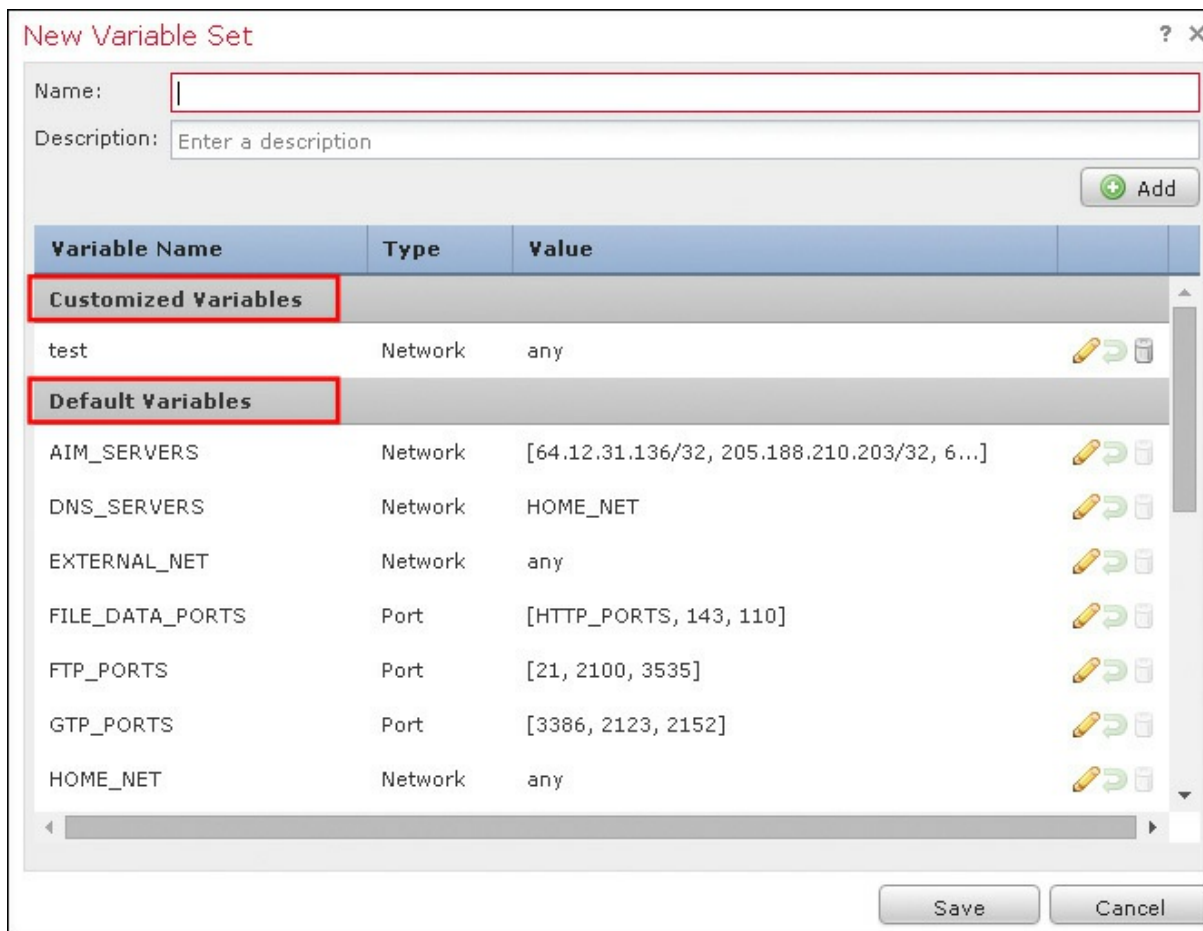 New Variable Set ? ×
Name:
Description: Enter a description
Add
Variable Name Type Value
Customized Variables
test Network any
Default Variables
AIM_SERVERS Network [64.12.31.136/32, 205.188.210.203/32, 6...]
DNS_SERVERS Network HOME_NET
EXTERNAL_NET Network any
FILE_DATA_PORTS Port [HTTP_PORTS, 143, 110]
FTP_PORTS Port [21, 2100, 3535]
GTP_PORTS Port [3386, 2123, 2152]
HOME_NET Network any
Save Cancel